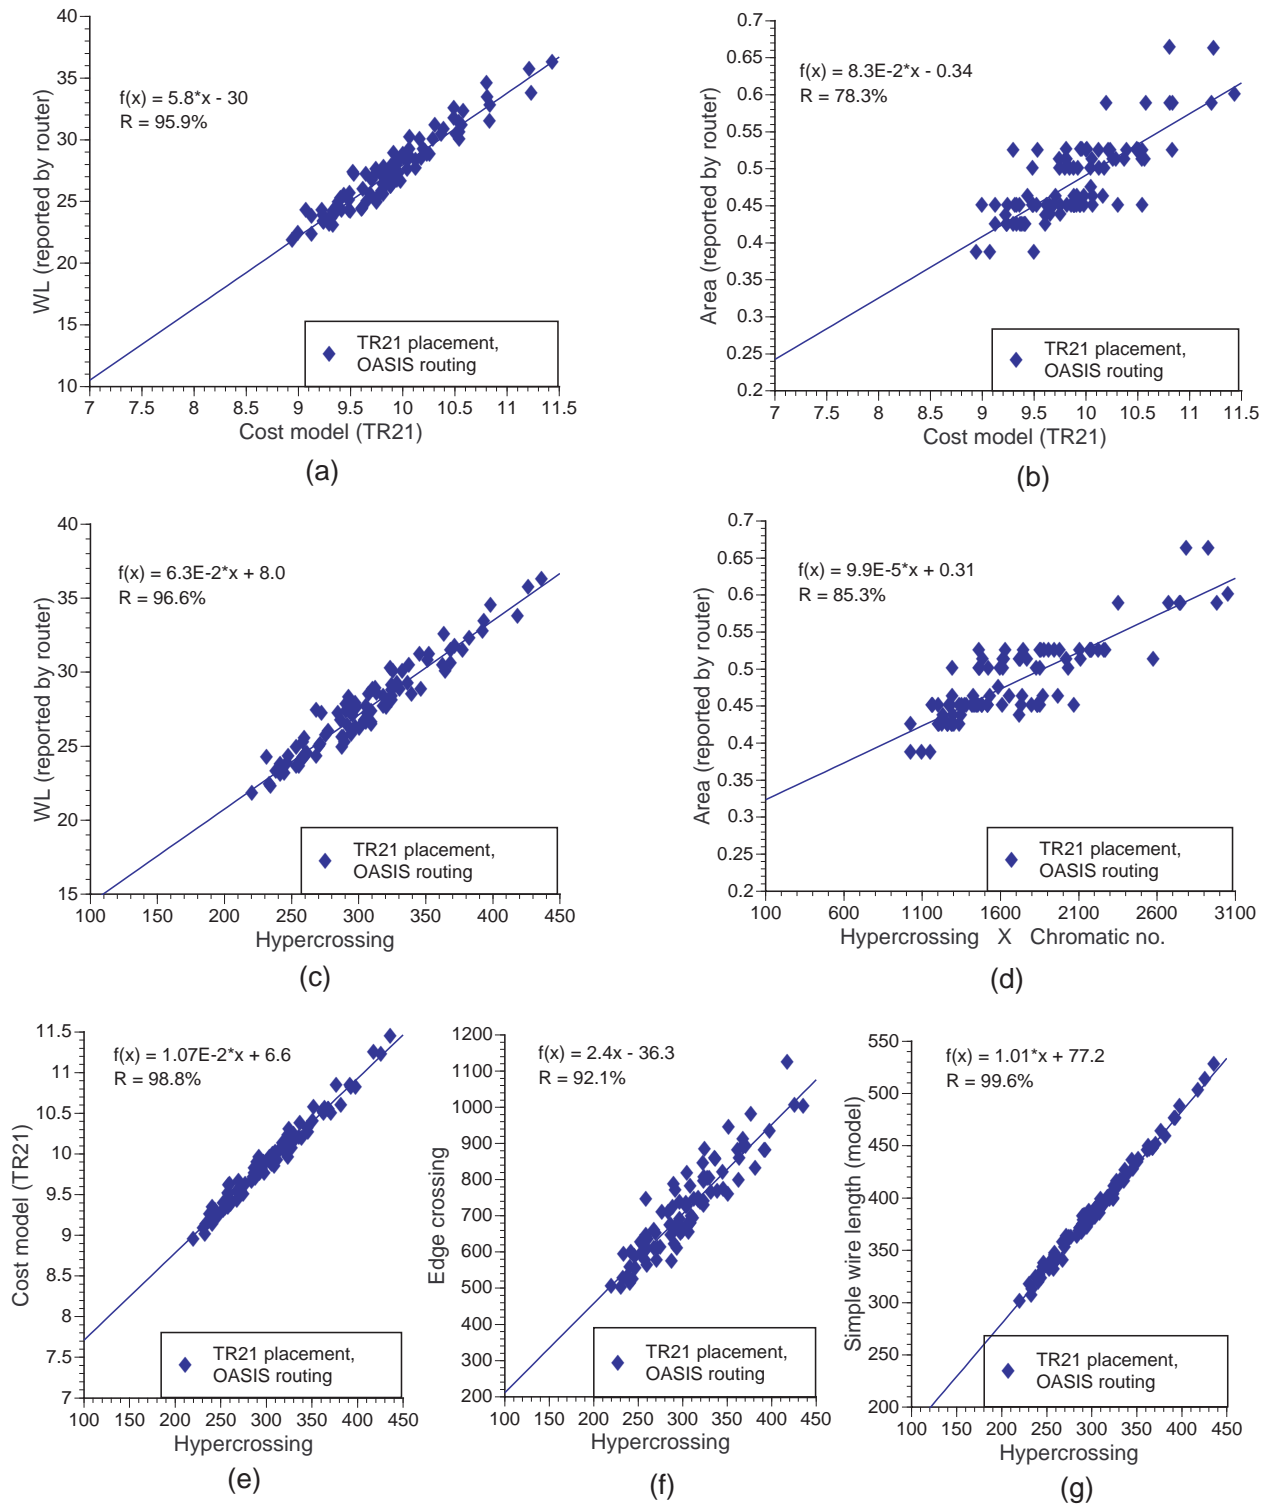 40
35
30
25
20
15
10
WL (reported by router)
f(x) = 5.8*x - 30
R = 95.9%
TR21 placement,
OASIS routing
7 7.5 8 8.5 9 9.5 10 10.5 11 11.5
Cost model (TR21)
(a)
0.7
0.65
0.6
0.55
0.5
0.45
0.4
0.35
0.3
0.25
0.2
Area (reported by router)
f(x) = 8.3E-2*x - 0.34
R = 78.3%
TR21 placement,
OASIS routing
7 7.5 8 8.5 9 9.5 10 10.5 11 11.5
Cost model (TR21)
(b)
40
35
30
25
20
15
WL (reported by router)
f(x) = 6.3E-2*x + 8.0
R = 96.6%
TR21 placement,
OASIS routing
100 150 200 250 300 350 400 450
Hypercrossing
(c)
0.7
0.65
0.6
0.55
0.5
0.45
0.4
0.35
0.3
0.25
0.2
Area (reported by router)
f(x) = 9.9E-5*x + 0.31
R = 85.3%
TR21 placement,
OASIS routing
100 600 1100 1600 2100 2600 3100
Hypercrossing X Chromatic no.
(d)
11.5
11
10.5
10
9.5
9
8.5
8
7.5
7
Cost model (TR21)
f(x) = 1.07E-2*x + 6.6
R = 98.8%
TR21 placement,
OASIS routing
100 150 200 250 300 350 400 450
Hypercrossing
(e)
1200
1100
1000
900
800
700
600
500
400
300
200
Edge crossing
f(x) = 2.4x - 36.3
R = 92.1%
TR21 placement,
OASIS routing
100 150 200 250 300 350 400 450
Hypercrossing
(f)
550
500
450
400
350
300
250
200
Simple wire length (model)
f(x) = 1.01*x + 77.2
R = 99.6%
TR21 placement,
OASIS routing
100 150 200 250 300 350 400 450
Hypercrossing
(g)